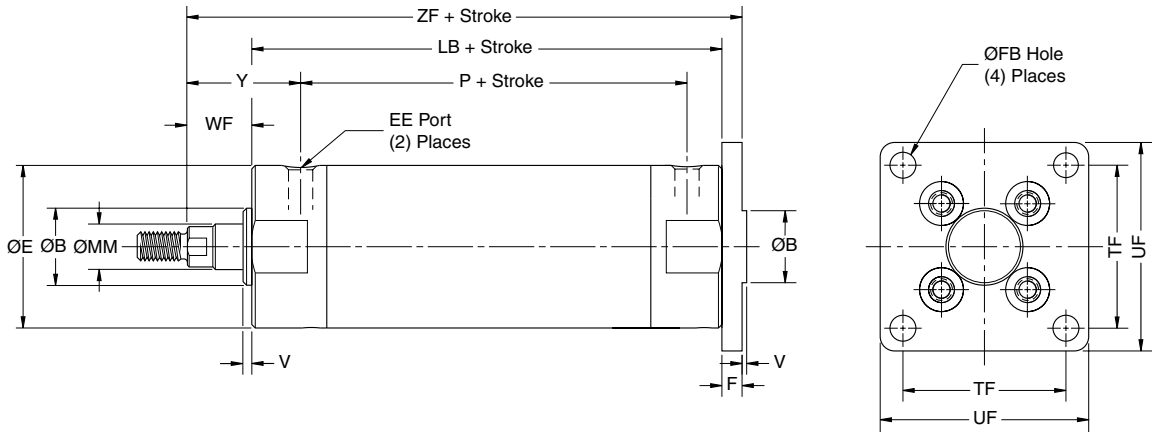 ZF + Stroke
LB + Stroke
Y
P + Stroke
WF
EE Port
(2) Places
ØE
ØB
ØMM
ØB
V
F
V
ØFB Hole
(4) Places
TF
UF
TF
UF